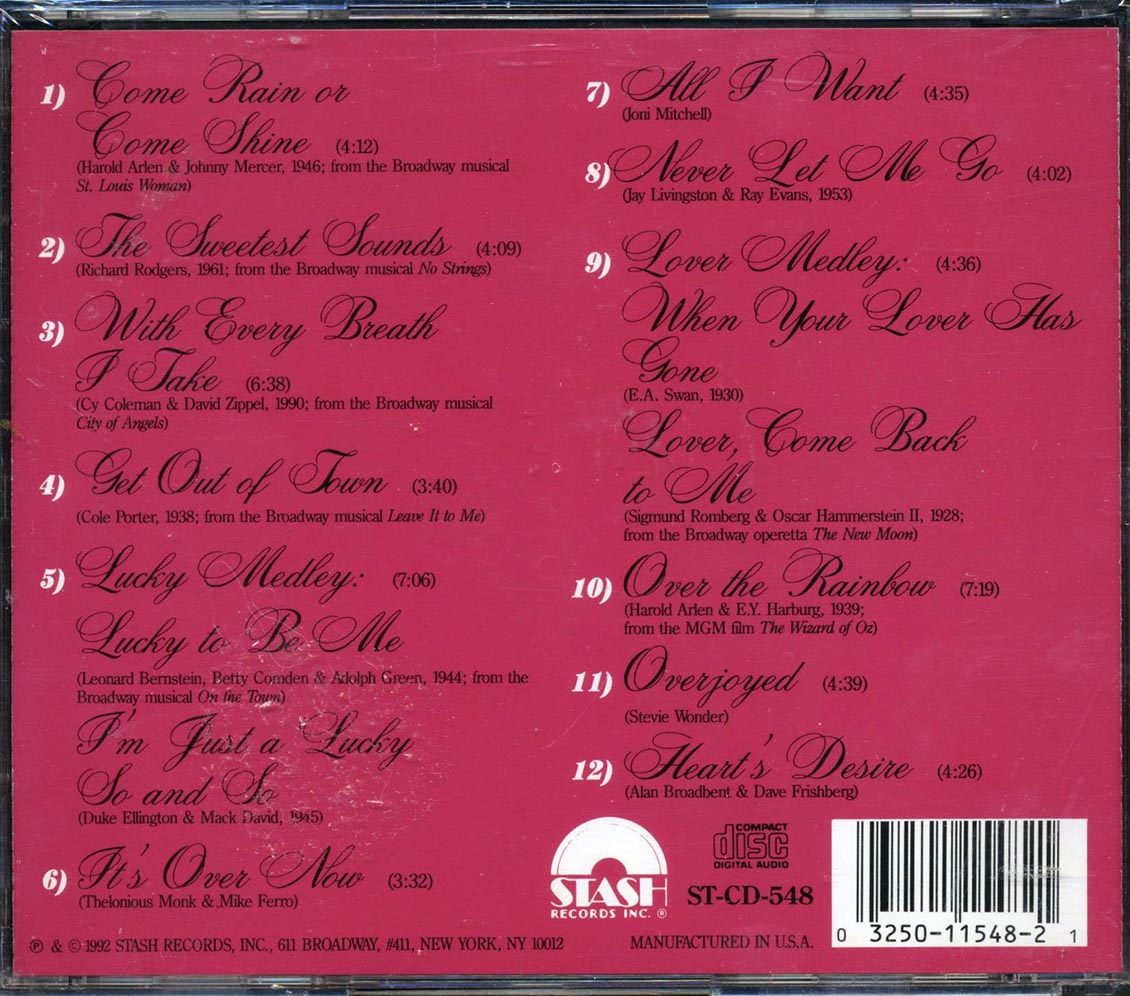 1) Come Rain or
Come Shine (4:12)
(Harold Arlen & Johnny Mercer, 1946; from the Broadway musical
St. Louis Woman)
2) The Sweetest Sounds (4:09)
(Richard Rodgers, 1961; from the Broadway musical No Strings)
3) With Every Breath
I Take (6:38)
(Cy Coleman & David Zippel, 1990; from the Broadway musical
City of Angels)
4) Get Out of Town (3:40)
(Cole Porter, 1938; from the Broadway musical Leave It to Me)
5) Lucky Medley: (7:06)
Lucky to Be Me
(Leonard Bernstein, Betty Comden & Adolph Green, 1944; from the
Broadway musical On the Town)
I'm Just a Lucky
So and So
(Duke Ellington & Mack David, 1945)
6) It's Over Now (3:32)
(Thelonious Monk & Mike Ferro)
7) All I Want (4:35)
(Joni Mitchell)
8) Never Let Me Go (4:02)
(Jay Livingston & Ray Evans, 1953)
9) Lover Medley: (4:36)
When Your Lover Has
Gone
(E.A. Swan, 1930)
Lover, Come Back
to Me
(Sigmund Romberg & Oscar Hammerstein II, 1928;
from the Broadway operetta The New Moon)
10) Over the Rainbow (7:19)
(Harold Arlen & E.Y. Harburg, 1939;
from the MGM film The Wizard of Oz)
11) Overjoyed (4:39)
(Stevie Wonder)
12) Heart's Desire (4:26)
(Alan Broadbent & Dave Frishberg)
STASH
RECORDS INC. ®
COMPACT
disc
DIGITAL AUDIO
ST-CD-548
0 3250-11548-2 1
℗ & © 1992 STASH RECORDS, INC., 611 BROADWAY, #411, NEW YORK, NY 10012
MANUFACTURED IN U.S.A.